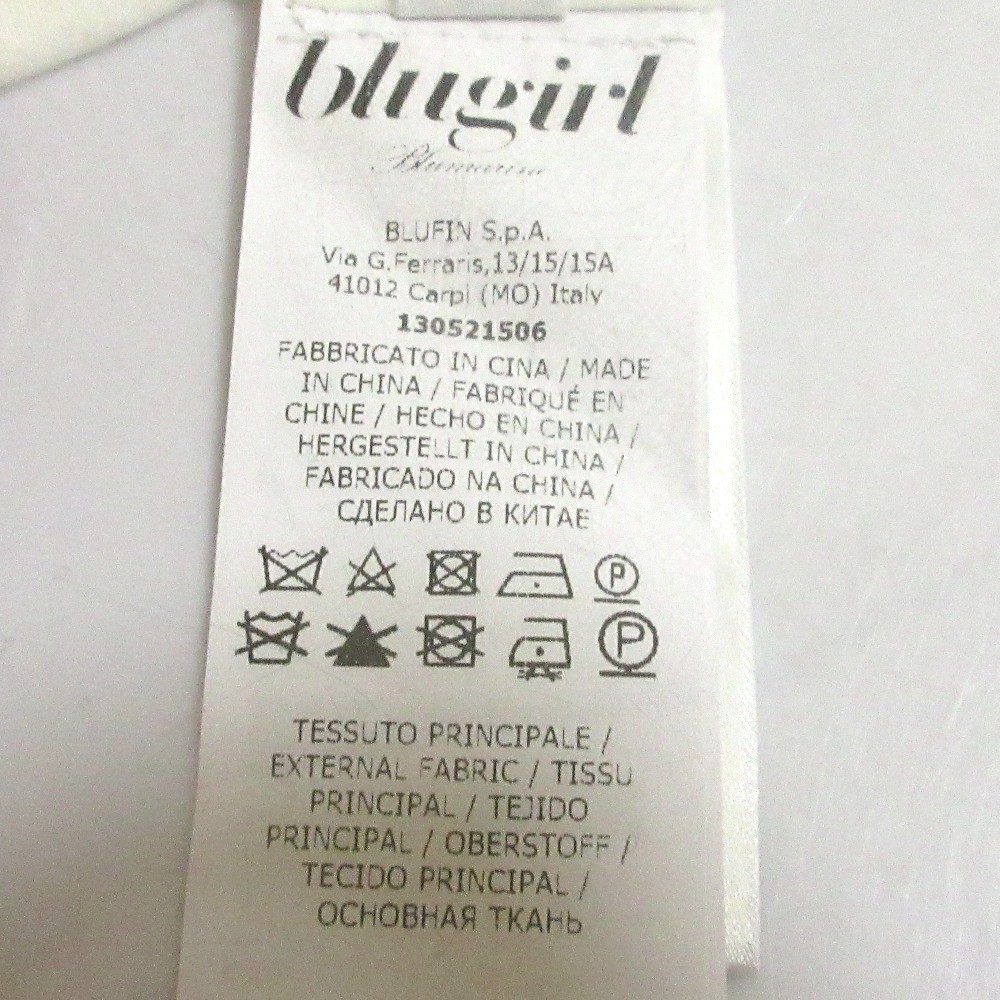 blugirl
Blumarine
BLUFIN S.p.A.
Via G.Ferraris,13/15/15A
41012 Carpi (MO) Italy
130521506
FABBRICATO IN CINA / MADE
IN CHINA / FABRIQUÉ EN
CHINE / HECHO EN CHINA /
HERGESTELLT IN CHINA /
FABRICADO NA CHINA /
СДЕЛАНО В КИТАЕ
P
P
TESSUTO PRINCIPALE /
EXTERNAL FABRIC / TISSU
PRINCIPAL / TEJIDO
PRINCIPAL / OBERSTOFF /
TECIDO PRINCIPAL /
ОСНОВНАЯ ТКАНЬ